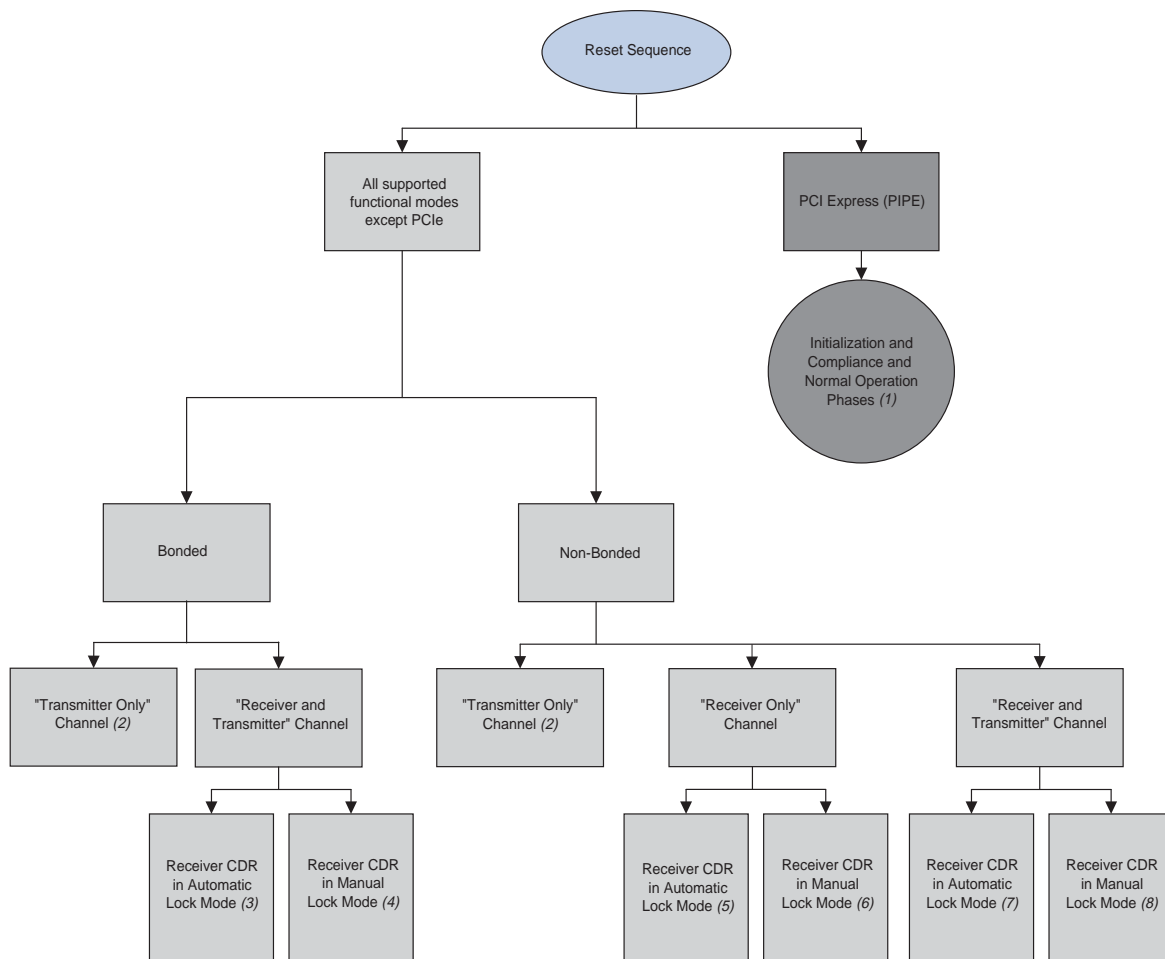 Reset Sequence
All supported
functional modes
except PCIe
PCI Express (PIPE)
Initialization and
Compliance and
Normal Operation
Phases (1)
Bonded
Non-Bonded
"Transmitter Only"
Channel (2)
"Receiver and
Transmitter" Channel
"Transmitter Only"
Channel (2)
"Receiver Only"
Channel
"Receiver and
Transmitter" Channel
Receiver CDR
in Automatic
Lock Mode (3)
Receiver CDR
in Manual
Lock Mode (4)
Receiver CDR
in Automatic
Lock Mode (5)
Receiver CDR
in Manual
Lock Mode (6)
Receiver CDR
in Automatic
Lock Mode (7)
Receiver CDR
in Manual
Lock Mode (8)